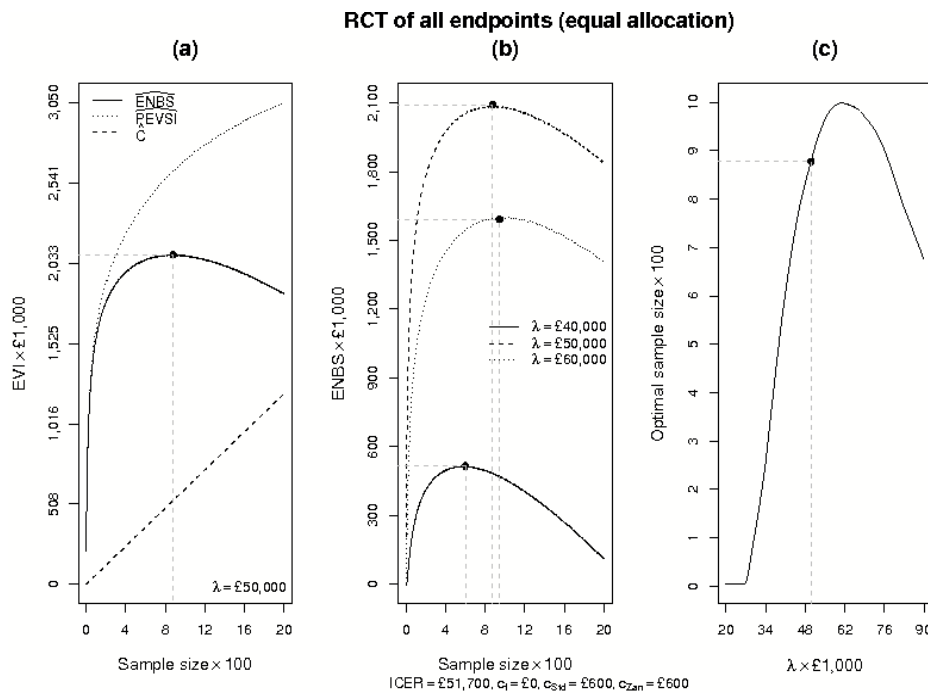 RCT of all endpoints (equal allocation)
(a)
(b)
(c)
3,050
2,541
2,033
1,525
1,016
508
0
EVI × £1,000
ENBS
PEVSI
Ĉ
λ = £50,000
0 4 8 12 16 20
Sample size × 100
2,100
1,800
1,500
1,200
900
600
300
0
ENBS × £1,000
λ = £40,000
λ = £50,000
λ = £60,000
0 4 8 12 16 20
Sample size × 100
10
9
8
7
6
5
4
3
2
1
0
Optimal sample size × 100
20 34 48 62 76 90
λ × £1,000
ICER = £51,700, c_f = £0, c_Std = £600, c_Zan = £600